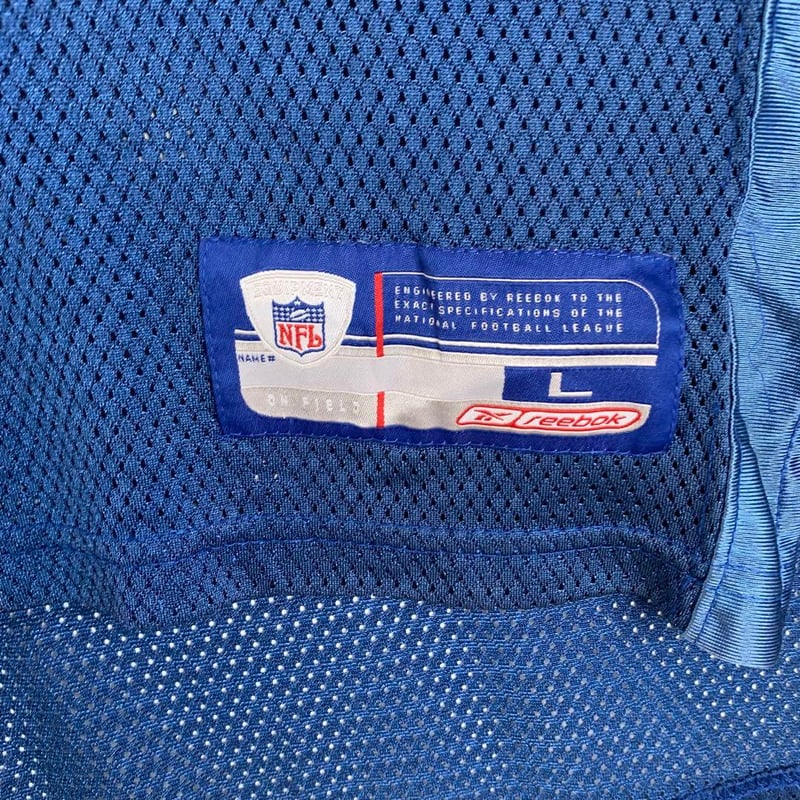 EQUIPMENT
NFL
ENGINEERED BY REEBOK TO THE
EXACT SPECIFICATIONS OF THE
NATIONAL FOOTBALL LEAGUE
NAME#
L
ON FIELD
Reebok